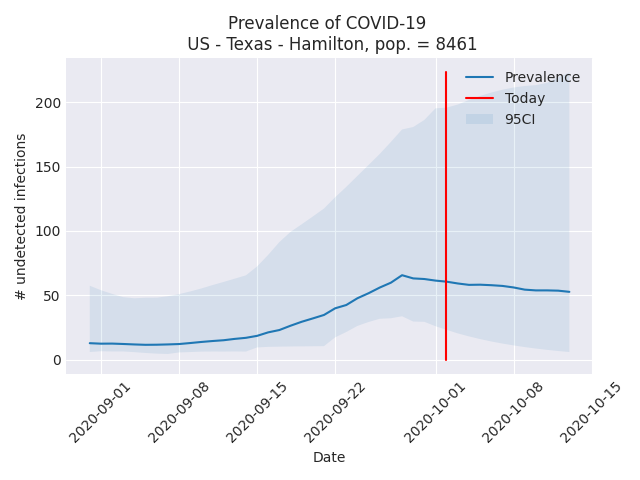 Prevalence of COVID-19
US - Texas - Hamilton, pop. = 8461
Prevalence
Today
95CI
# undetected infections
200
150
100
50
0
2020-09-01
2020-09-08
2020-09-15
2020-09-22
2020-10-01
2020-10-08
2020-10-15
Date